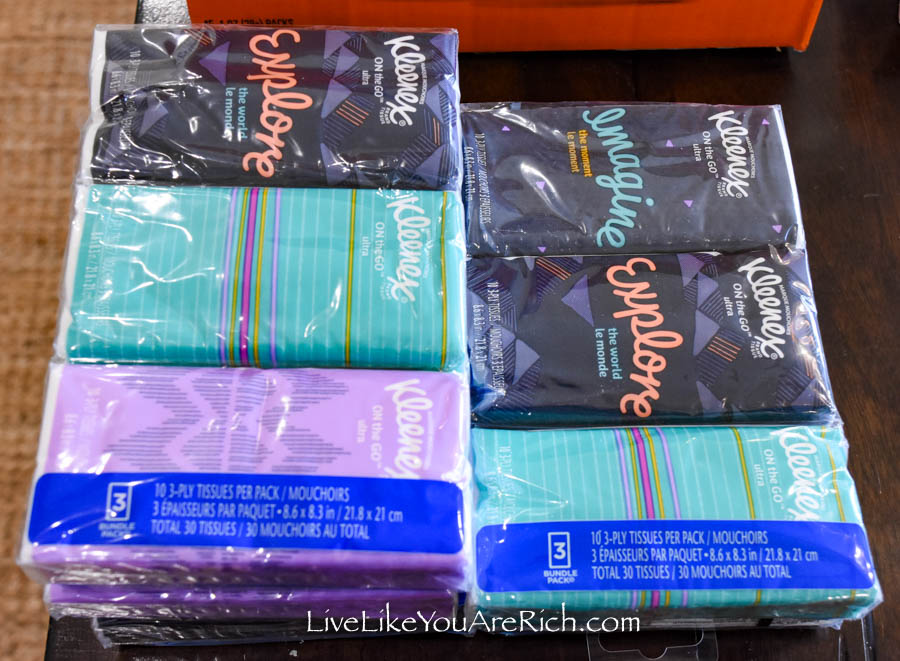 Kleenex
ON the GO
ultra
Explore
the world
le monde
Kleenex
ON the GO
ultra
Kleenex
ON the GO
ultra
3
BUNDLE
PACK
10 3-PLY TISSUES PER PACK / MOUCHOIRS
3 ÉPAISSEURS PAR PAQUET • 8.6 x 8.3 in / 21.8 x 21 cm
TOTAL 30 TISSUES / 30 MOUCHOIRS AU TOTAL
Kleenex
ON the GO
ultra
Imagine
the moment
le moment
Kleenex
ON the GO
ultra
Explore
the world
le monde
Kleenex
ON the GO
ultra
3
BUNDLE
PACK
10 3-PLY TISSUES PER PACK / MOUCHOIRS
3 ÉPAISSEURS PAR PAQUET • 8.6 x 8.3 in / 21.8 x 21 cm
TOTAL 30 TISSUES / 30 MOUCHOIRS AU TOTAL
LiveLikeYouAreRich.com